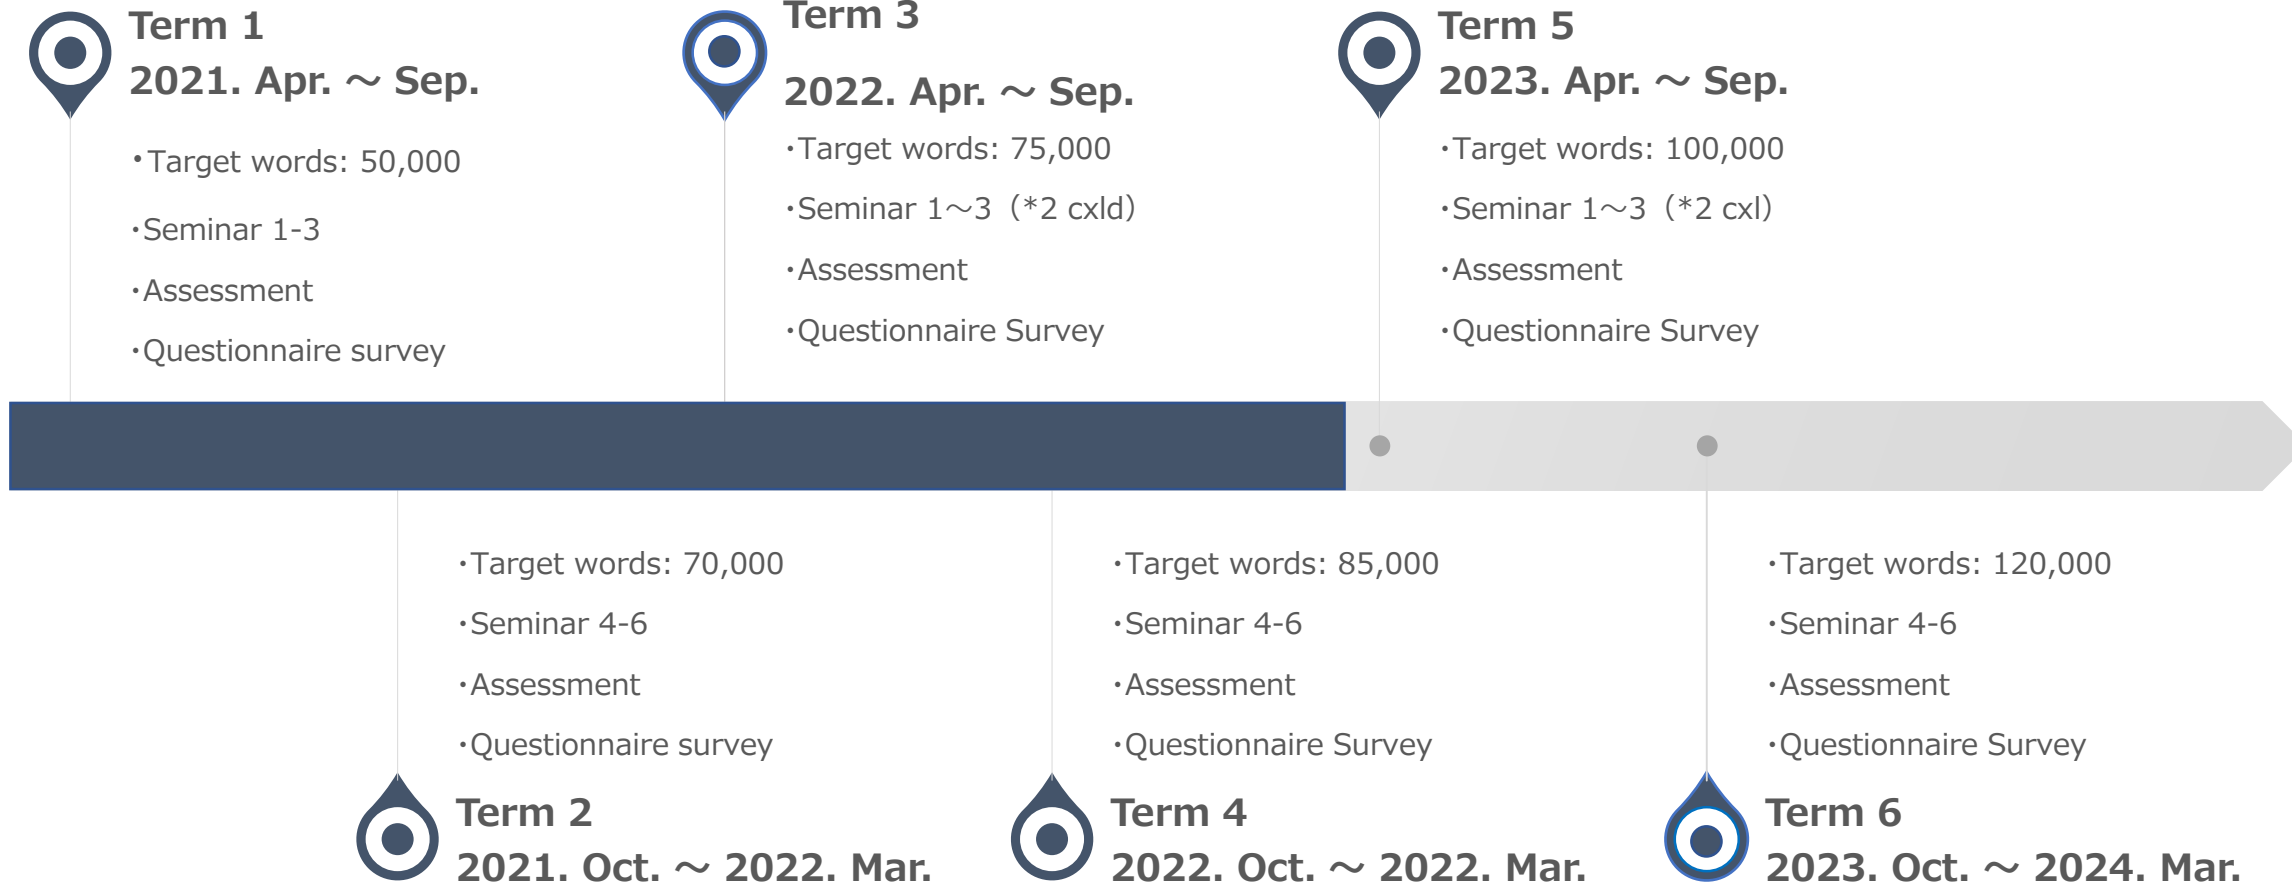 Term 1
2021. Apr. ～ Sep.
・Target words: 50,000
・Seminar 1-3
・Assessment
・Questionnaire survey
Term 3
2022. Apr. ～ Sep.
・Target words: 75,000
・Seminar 1～3（*2 cxld）
・Assessment
・Questionnaire Survey
Term 5
2023. Apr. ～ Sep.
・Target words: 100,000
・Seminar 1～3（*2 cxl）
・Assessment
・Questionnaire Survey
・Target words: 70,000
・Seminar 4-6
・Assessment
・Questionnaire survey
Term 2
2021. Oct. ～ 2022. Mar.
・Target words: 85,000
・Seminar 4-6
・Assessment
・Questionnaire Survey
Term 4
2022. Oct. ～ 2022. Mar.
・Target words: 120,000
・Seminar 4-6
・Assessment
・Questionnaire Survey
Term 6
2023. Oct. ～ 2024. Mar.